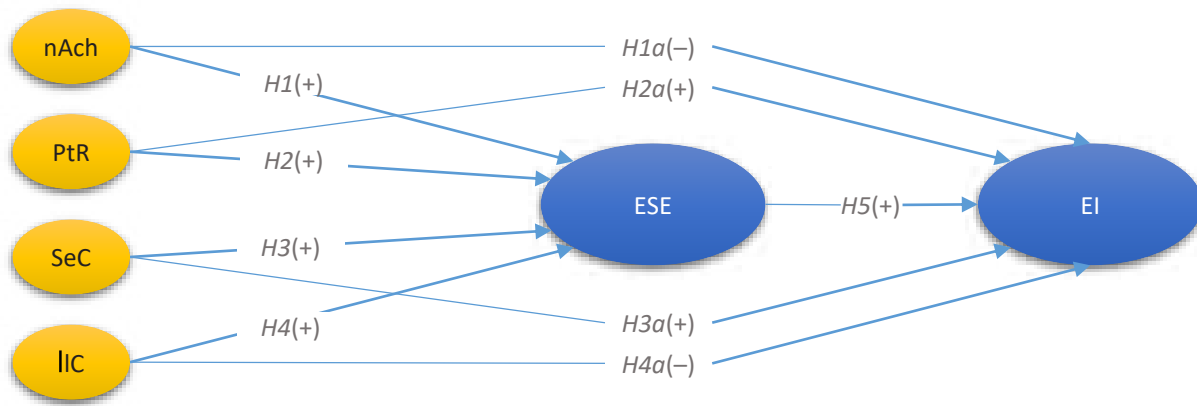 nAch
H1a(–)
H1(+)
H2a(+)
PtR
H2(+)
ESE
H5(+)
EI
SeC
H3(+)
H3a(+)
H4(+)
IIC
H4a(–)